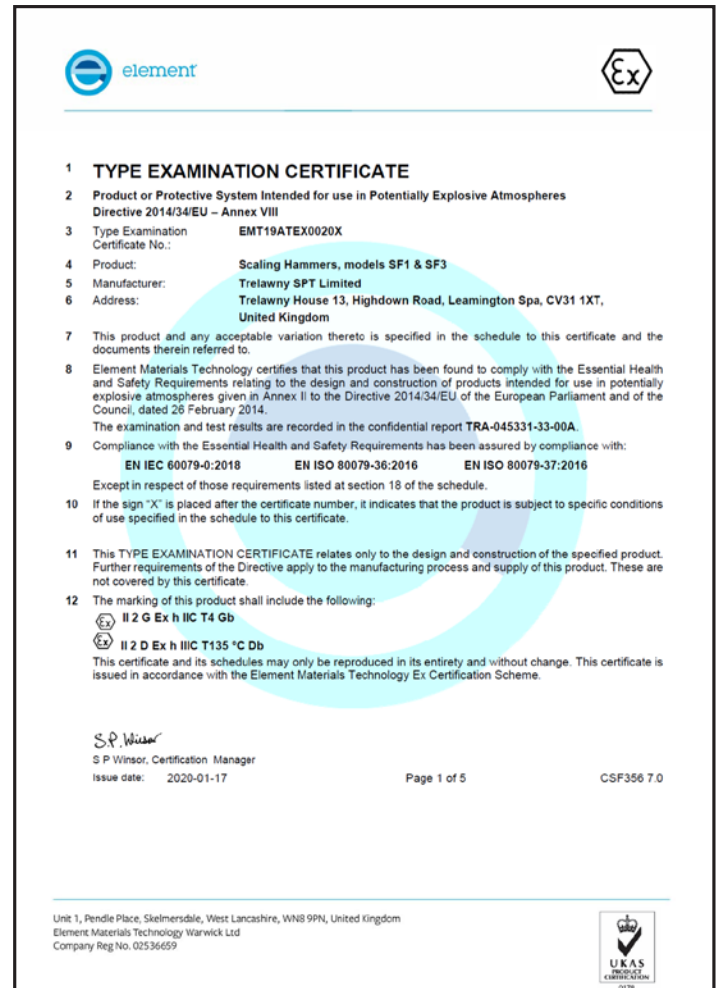 element
Ex
1 TYPE EXAMINATION CERTIFICATE
2 Product or Protective System Intended for use in Potentially Explosive Atmospheres
Directive 2014/34/EU – Annex VIII
3 Type Examination EMT19ATEX0020X
Certificate No.:
4 Product: Scaling Hammers, models SF1 & SF3
5 Manufacturer: Trelawny SPT Limited
6 Address: Trelawny House 13, Highdown Road, Leamington Spa, CV31 1XT,
United Kingdom
7 This product and any acceptable variation thereto is specified in the schedule to this certificate and the
documents therein referred to.
8 Element Materials Technology certifies that this product has been found to comply with the Essential Health
and Safety Requirements relating to the design and construction of products intended for use in potentially
explosive atmospheres given in Annex II to the Directive 2014/34/EU of the European Parliament and of the
Council, dated 26 February 2014.
The examination and test results are recorded in the confidential report TRA-045331-33-00A.
9 Compliance with the Essential Health and Safety Requirements has been assured by compliance with:
EN IEC 60079-0:2018 EN ISO 80079-36:2016 EN ISO 80079-37:2016
Except in respect of those requirements listed at section 18 of the schedule.
10 If the sign "X" is placed after the certificate number, it indicates that the product is subject to specific conditions
of use specified in the schedule to this certificate.
11 This TYPE EXAMINATION CERTIFICATE relates only to the design and construction of the specified product.
Further requirements of the Directive apply to the manufacturing process and supply of this product. These are
not covered by this certificate.
12 The marking of this product shall include the following:
Ex II 2 G Ex h IIC T4 Gb
Ex II 2 D Ex h IIIC T135 °C Db
This certificate and its schedules may only be reproduced in its entirety and without change. This certificate is
issued in accordance with the Element Materials Technology Ex Certification Scheme.
S.P. Winsor
S P Winsor, Certification Manager
Issue date: 2020-01-17 Page 1 of 5 CSF356 7.0
Unit 1, Pendle Place, Skelmersdale, West Lancashire, WN8 9PN, United Kingdom
Element Materials Technology Warwick Ltd
Company Reg No. 02536659
UKAS
PRODUCT
CERTIFICATION
0178